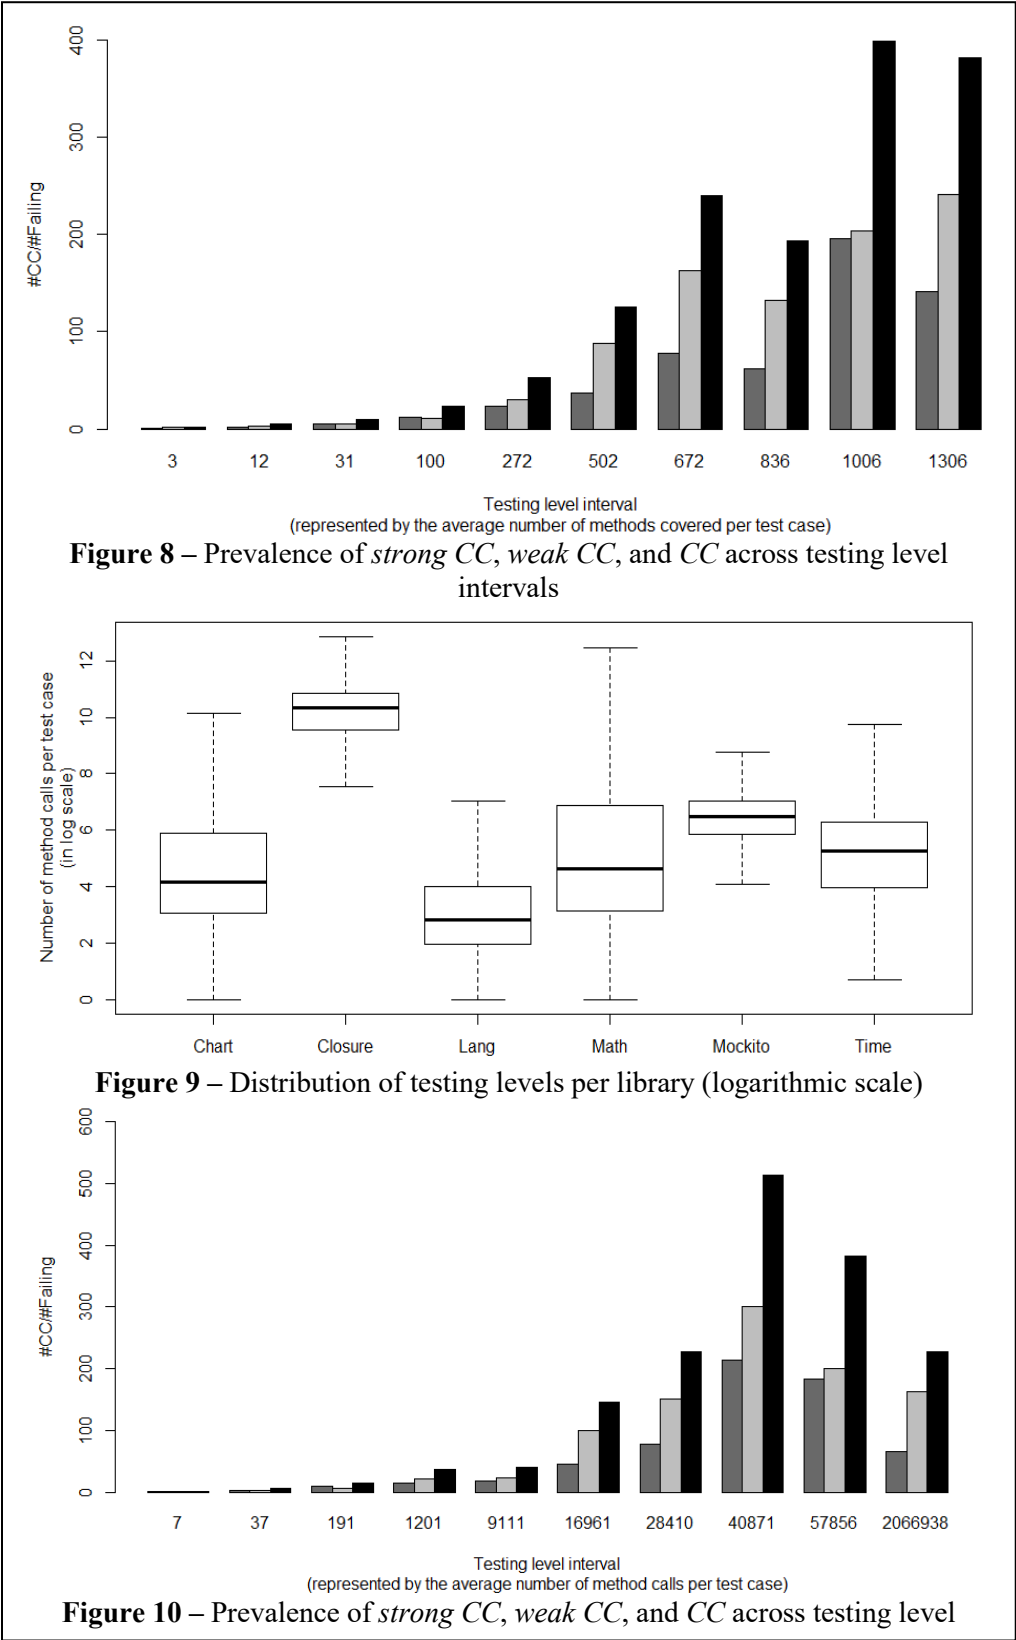 400
300
200
100
0
#CC/#Failing
3 12 31 100 272 502 672 836 1006 1306
Testing level interval
(represented by the average number of methods covered per test case)
Figure 8 – Prevalence of strong CC, weak CC, and CC across testing level
intervals
12
10
8
6
4
2
0
Number of method calls per test case
(in log scale)
Chart Closure Lang Math Mockito Time
Figure 9 – Distribution of testing levels per library (logarithmic scale)
600
500
400
300
200
100
0
#CC/#Failing
7 37 191 1201 9111 16961 28410 40871 57856 2066938
Testing level interval
(represented by the average number of method calls per test case)
Figure 10 – Prevalence of strong CC, weak CC, and CC across testing level